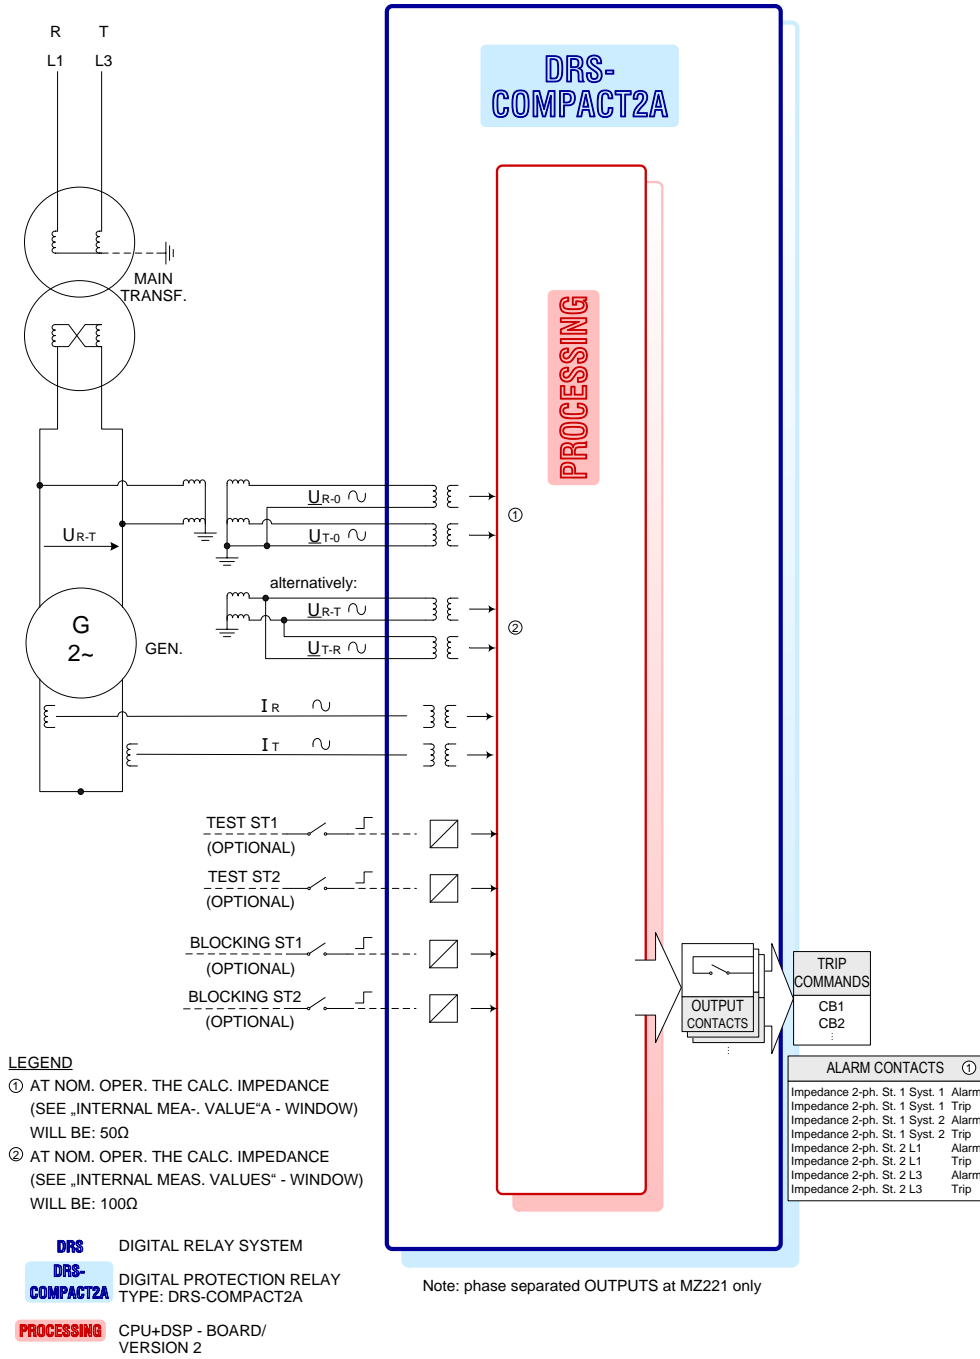 R T
L1 L3
DRS-
COMPACT2A
MAIN
TRANSF.
PROCESSING
UR-0
①
UT-0
UR-T
alternatively:
UR-T
②
UT-R
G
2~
GEN.
I R
I T
TEST ST1
(OPTIONAL)
TEST ST2
(OPTIONAL)
BLOCKING ST1
(OPTIONAL)
BLOCKING ST2
(OPTIONAL)
OUTPUT
CONTACTS
⋮
TRIP
COMMANDS
CB1
CB2
⋮
ALARM CONTACTS ①
Impedance 2-ph. St. 1 Syst. 1 Alarm
Impedance 2-ph. St. 1 Syst. 1 Trip
Impedance 2-ph. St. 1 Syst. 2 Alarm
Impedance 2-ph. St. 1 Syst. 2 Trip
Impedance 2-ph. St. 2 L1 Alarm
Impedance 2-ph. St. 2 L1 Trip
Impedance 2-ph. St. 2 L3 Alarm
Impedance 2-ph. St. 2 L3 Trip
LEGEND
① AT NOM. OPER. THE CALC. IMPEDANCE
(SEE „INTERNAL MEA-. VALUE“A - WINDOW)
WILL BE: 50Ω
② AT NOM. OPER. THE CALC. IMPEDANCE
(SEE „INTERNAL MEAS. VALUES“ - WINDOW)
WILL BE: 100Ω
DRS DIGITAL RELAY SYSTEM
DRS-
COMPACT2A
DIGITAL PROTECTION RELAY
TYPE: DRS-COMPACT2A
PROCESSING CPU+DSP - BOARD/
VERSION 2
Note: phase separated OUTPUTS at MZ221 only